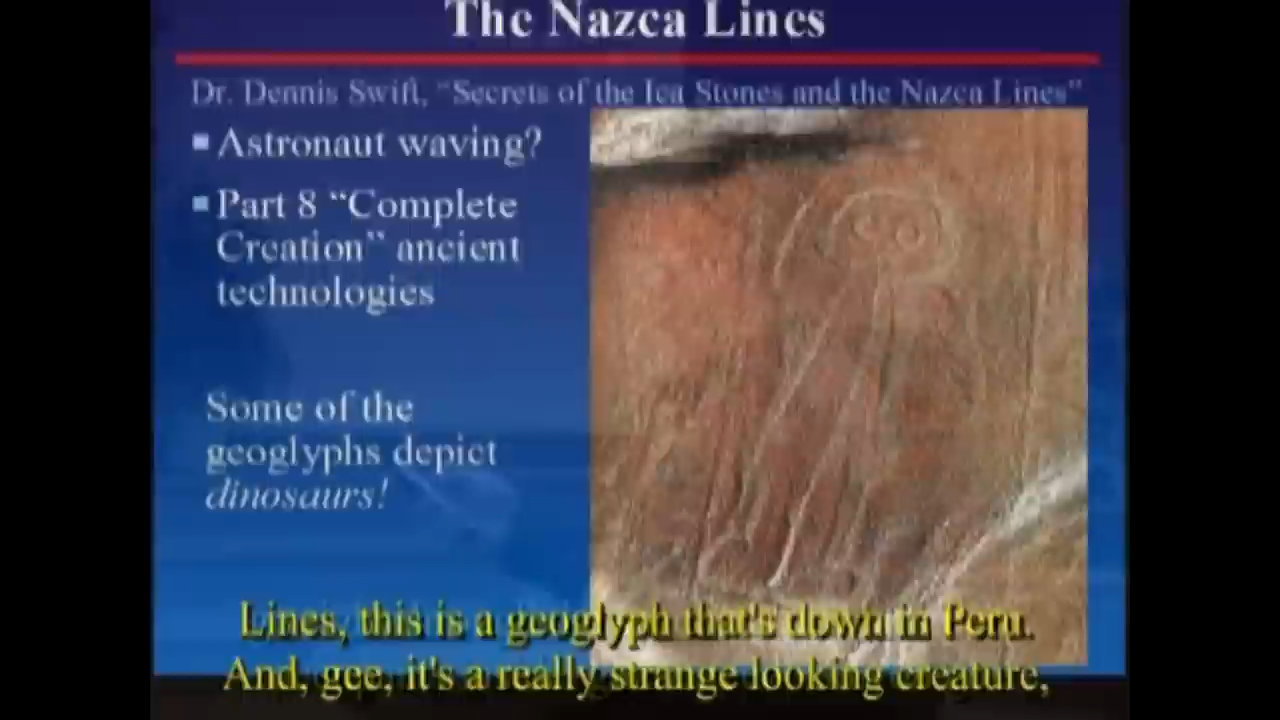 The Nazca Lines
Dr. Dennis Swift, "Secrets of the Ica Stones and the Nazca Lines"
Astronaut waving?
Part 8 "Complete
Creation" ancient
technologies
Some of the
geoglyphs depict
dinosaurs!
Lines, this is a geoglyph that's down in Peru.
And, gee, it's a really strange looking creature,